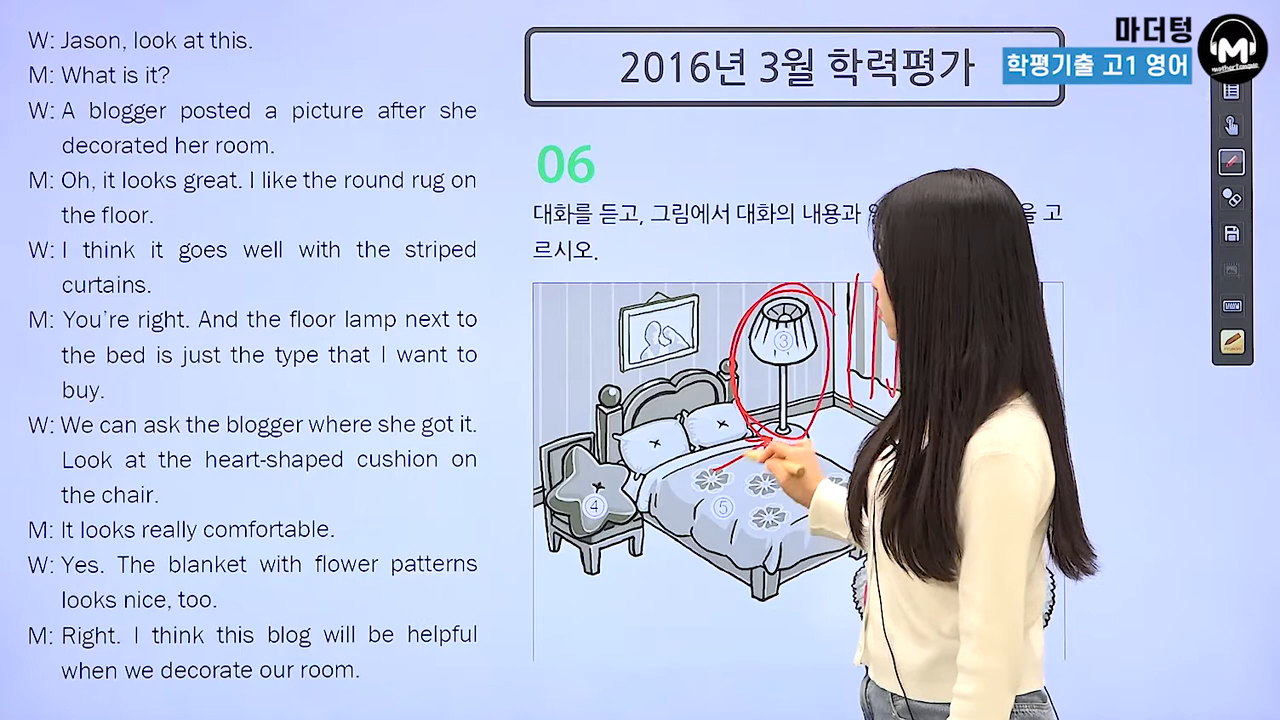 W: Jason, look at this.
M: What is it?
W: A blogger posted a picture after she
decorated her room.
M: Oh, it looks great. I like the round rug on
the floor.
W: I think it goes well with the striped
curtains.
M: You're right. And the floor lamp next to
the bed is just the type that I want to
buy.
W: We can ask the blogger where she got it.
Look at the heart-shaped cushion on
the chair.
M: It looks really comfortable.
W: Yes. The blanket with flower patterns
looks nice, too.
M: Right. I think this blog will be helpful
when we decorate our room.
2016년 3월 학력평가
마더텅
학평기출 고1 영어
M
06
대화를 듣고, 그림에서 대화의 내용과 고
르시오.
③
④
⑤